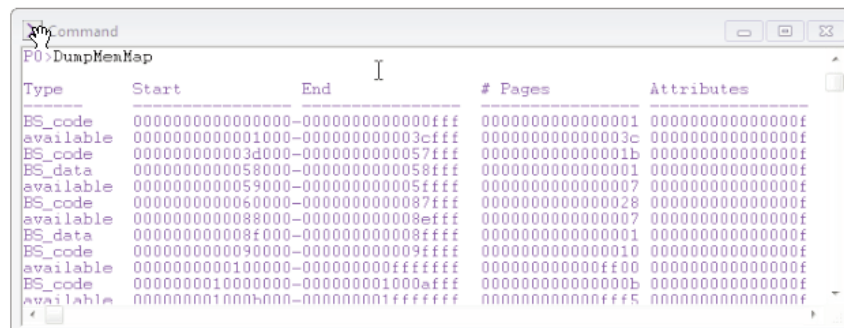 Command
P0>DumpMemMap
Type Start End # Pages Attributes
------ ---------------- ---------------- ---------------- ----------------
BS_code 0000000000000000-0000000000000fff 0000000000000001 000000000000000f
available 0000000000001000-000000000003cfff 000000000000003c 000000000000000f
BS_code 000000000003d000-0000000000057fff 000000000000001b 000000000000000f
BS_data 0000000000058000-0000000000058fff 0000000000000001 000000000000000f
available 0000000000059000-000000000005ffff 0000000000000007 000000000000000f
BS_code 0000000000060000-0000000000087fff 0000000000000028 000000000000000f
available 0000000000088000-000000000008efff 0000000000000007 000000000000000f
BS_data 000000000008f000-000000000008ffff 0000000000000001 000000000000000f
BS_code 0000000000090000-000000000009ffff 0000000000000010 000000000000000f
available 0000000000100000-000000000fffffff 000000000000ff00 000000000000000f
BS_code 0000000010000000-000000001000afff 000000000000000b 000000000000000f
available 000000001000b000-000000001fffffff 000000000000fff5 000000000000000f